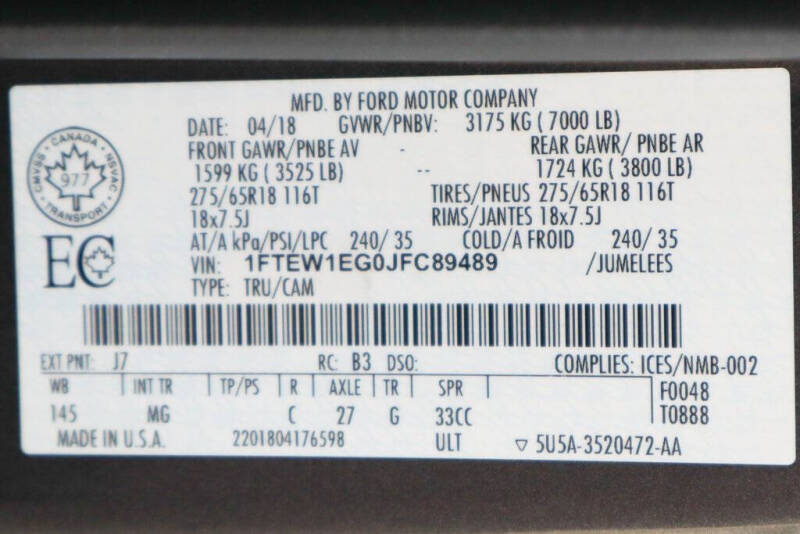 MFD. BY FORD MOTOR COMPANY
DATE: 04/18 GVWR/PNBV: 3175 KG ( 7000 LB)
FRONT GAWR/PNBE AV - REAR GAWR/ PNBE AR
1599 KG ( 3525 LB) -- 1724 KG ( 3800 LB)
275/65R18 116T TIRES/PNEUS 275/65R18 116T
18x7.5J RIMS/JANTES 18x7.5J
AT/A kPa/PSI/LPC 240/ 35 COLD/A FROID 240/ 35
VIN: 1FTEW1EG0JFC89489 /JUMELEES
TYPE: TRU/CAM
CANADA
CMVSS NSVAC
977
TRANSPORT
EC
EXT PNT: J7 RC: B3 DSO: COMPLIES: ICES/NMB-002
WB INT TR TP/PS R AXLE TR SPR F0048
145 MG C 27 G 33CC T0888
MADE IN U.S.A. 2201804176598 ULT ▽ 5U5A-3520472-AA